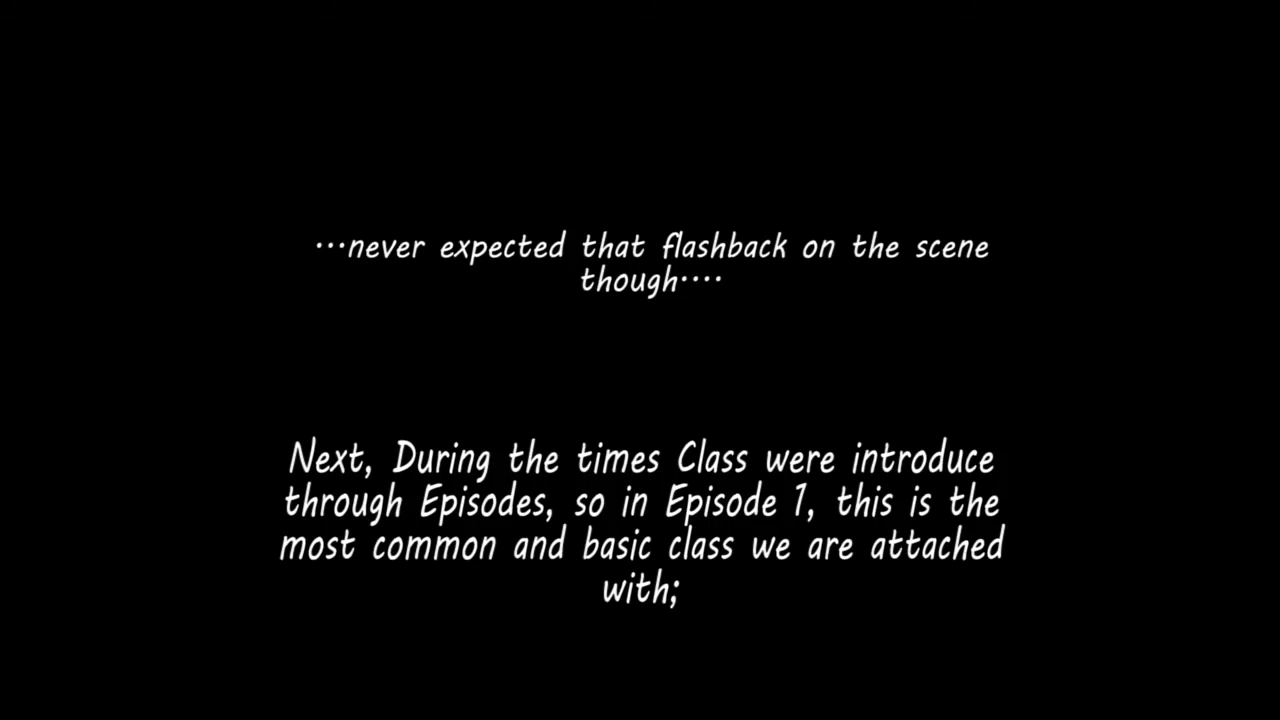 ...never expected that flashback on the scene
though....
Next, During the times Class were introduce
through Episodes, so in Episode 1, this is the
most common and basic class we are attached
with;